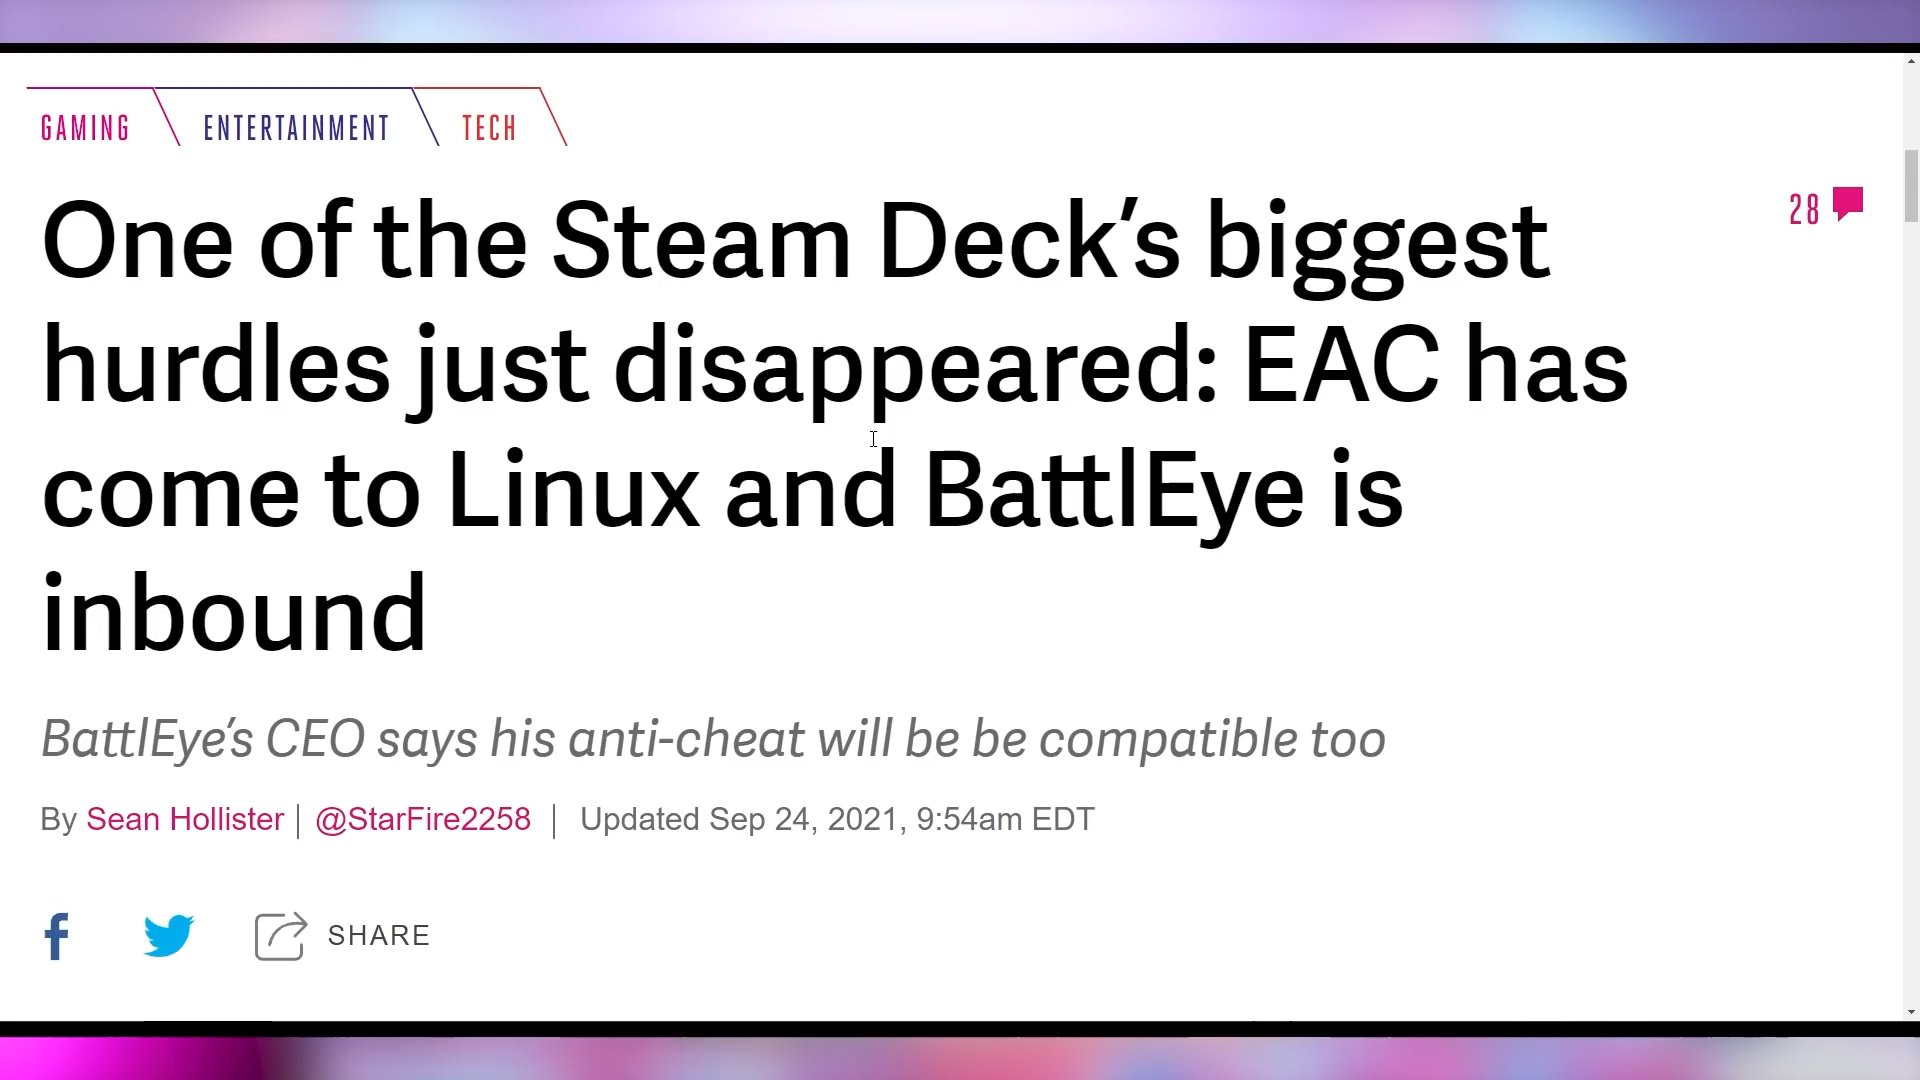 GAMING ENTERTAINMENT TECH
28
One of the Steam Deck’s biggest
hurdles just disappeared: EAC has
come to Linux and BattlEye is
inbound
BattlEye’s CEO says his anti-cheat will be be compatible too
By Sean Hollister | @StarFire2258 | Updated Sep 24, 2021, 9:54am EDT
SHARE